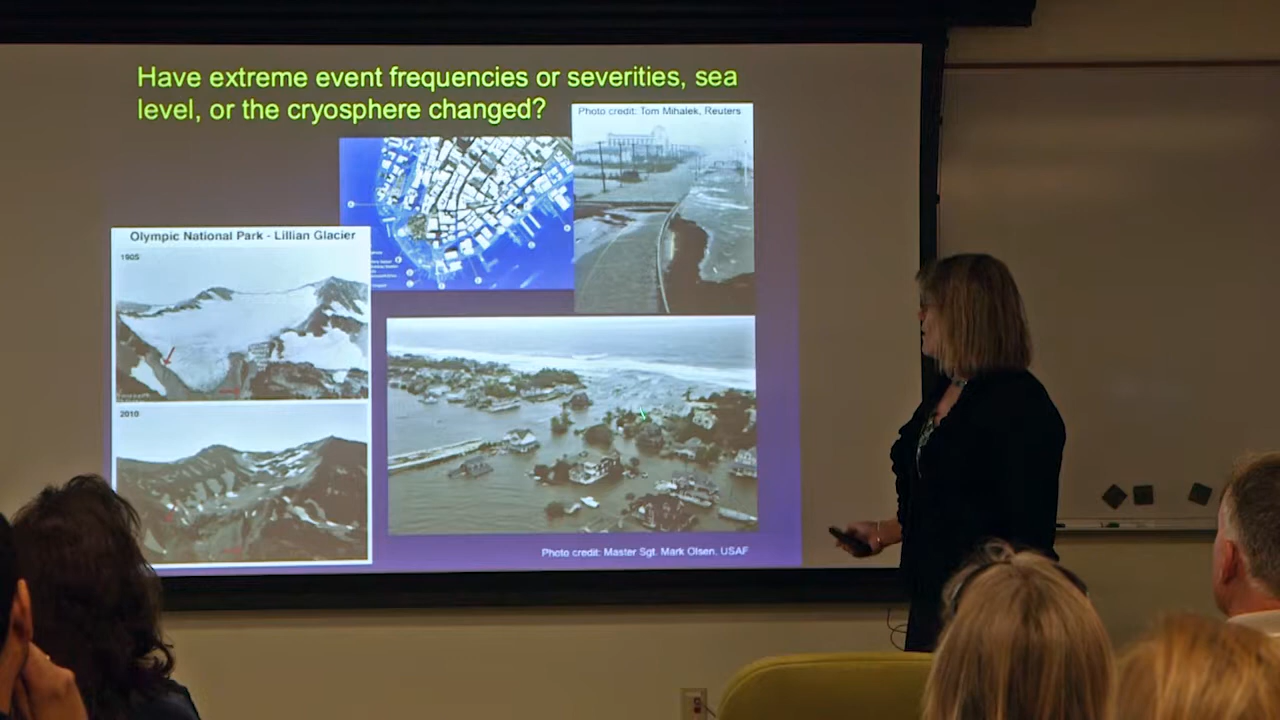 Have extreme event frequencies or severities, sea
level, or the cryosphere changed?
Photo credit: Tom Mihalek, Reuters
Olympic National Park - Lillian Glacier
1905
2010
Photo credit: Master Sgt. Mark Olsen, USAF